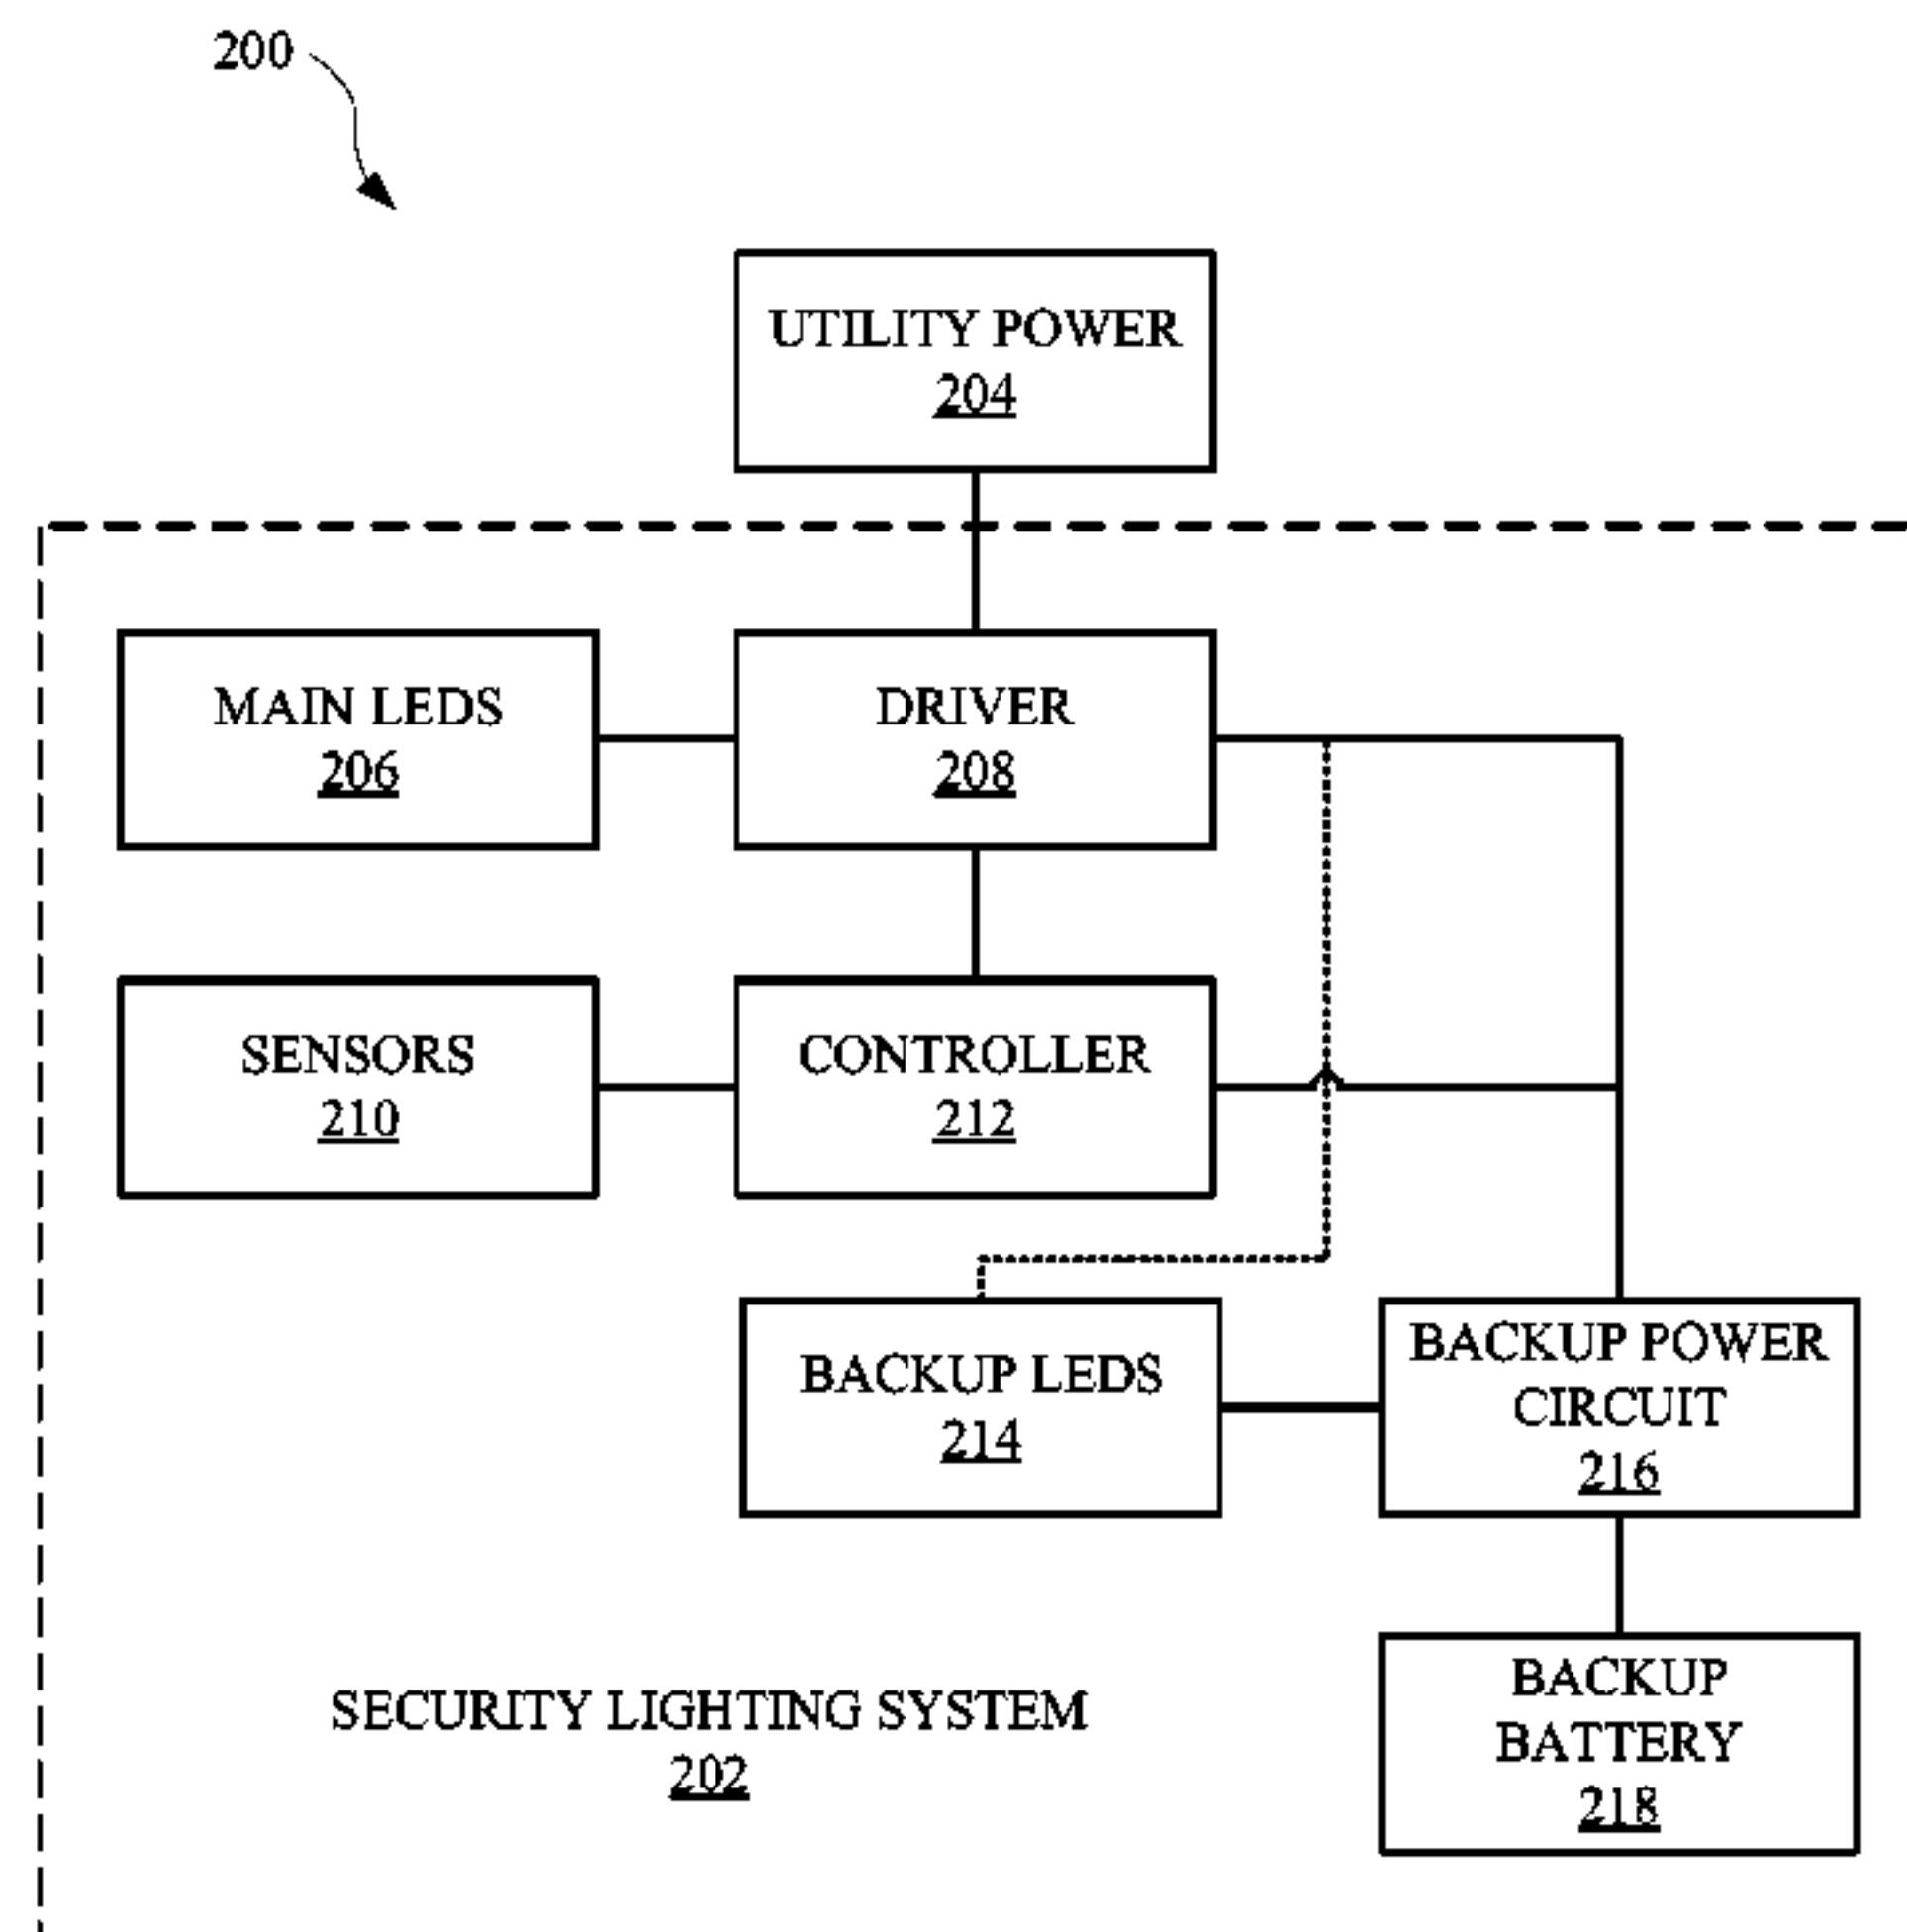 200
UTILITY POWER
204
MAIN LEDS
206
DRIVER
208
SENSORS
210
CONTROLLER
212
BACKUP LEDS
214
BACKUP POWER
CIRCUIT
216
BACKUP
BATTERY
218
SECURITY LIGHTING SYSTEM
202